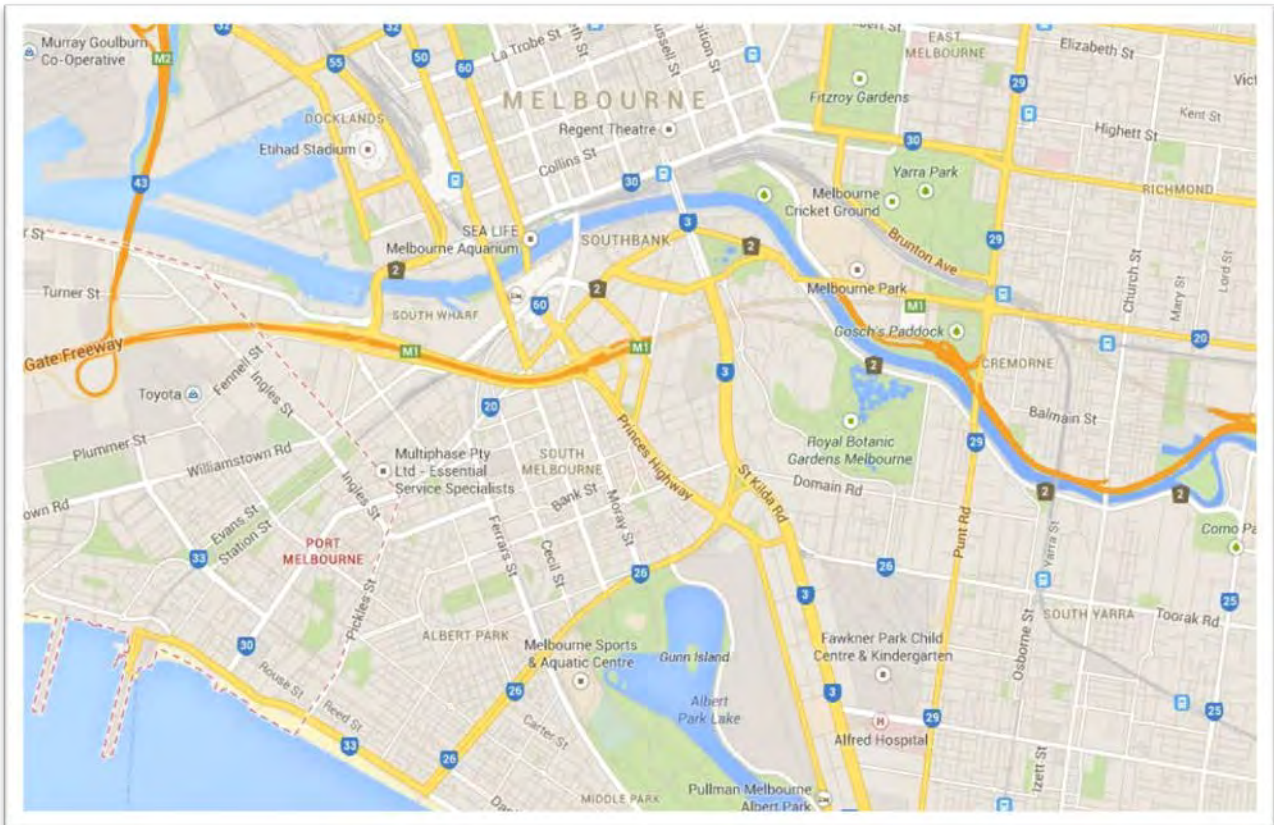 Murray Goulburn
Co-Operative
M2
32
55
32
50
60
La Trobe St
EAST
MELBOURNE
Elizabeth St
29
Kent St
Highett St
MELBOURNE
Fitzroy Gardens
DOCKLANDS
Etihad Stadium
Regent Theatre
Collins St
30
30
43
Yarra Park
RICHMOND
Melbourne
Cricket Ground
SEA LIFE
Melbourne Aquarium
SOUTHBANK
3
2
2
29
Brunton Ave
Church St
Mary St
Lord St
Turner St
2
60
SOUTH WHARF
Melbourne Park
M1
Gosch's Paddock
20
Gate Freeway
M1
M1
2
CREMORNE
Toyota
Fennell St
Ingles St
20
3
Balmain St
Plummer St
Williamstown Rd
Multiphase Pty
Ltd - Essential
Service Specialists
SOUTH
MELBOURNE
Princes Highway
Royal Botanic
Gardens Melbourne
29
Ingles St
Bank St
Moray St
St Kilda Rd
Domain Rd
2
2
own Rd
Evans St
Station St
PORT
MELBOURNE
33
Ferrars St
Cecil St
Punt Rd
Yarra St
Como Pa
26
26
Pickles St
3
SOUTH YARRA
25
Toorak Rd
ALBERT PARK
30
Melbourne Sports
& Aquatic Centre
Gunn Island
Fawkner Park Child
Centre & Kindergarten
Osborne St
Rouse St
Reed St
26
Albert
Park Lake
3
29
25
Carter St
33
26
Alfred Hospital
Izett St
MIDDLE PARK
Pullman Melbourne
Albert Park